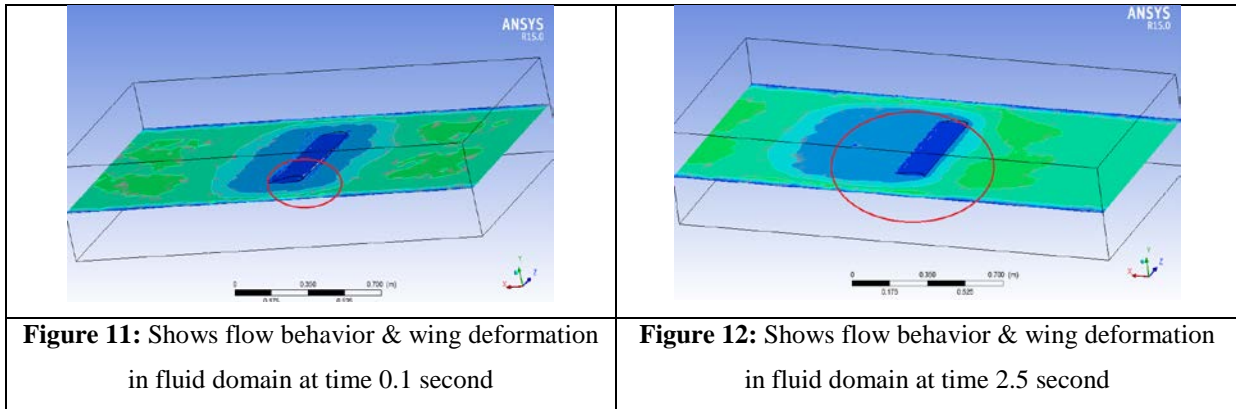 ANSYS
R15.0
0 0.350 0.700 (m)
0.175 0.525
X Y Z
Figure 11: Shows flow behavior & wing deformation
in fluid domain at time 0.1 second
ANSYS
R15.0
0 0.350 0.700 (m)
0.175 0.525
X Y Z
Figure 12: Shows flow behavior & wing deformation
in fluid domain at time 2.5 second